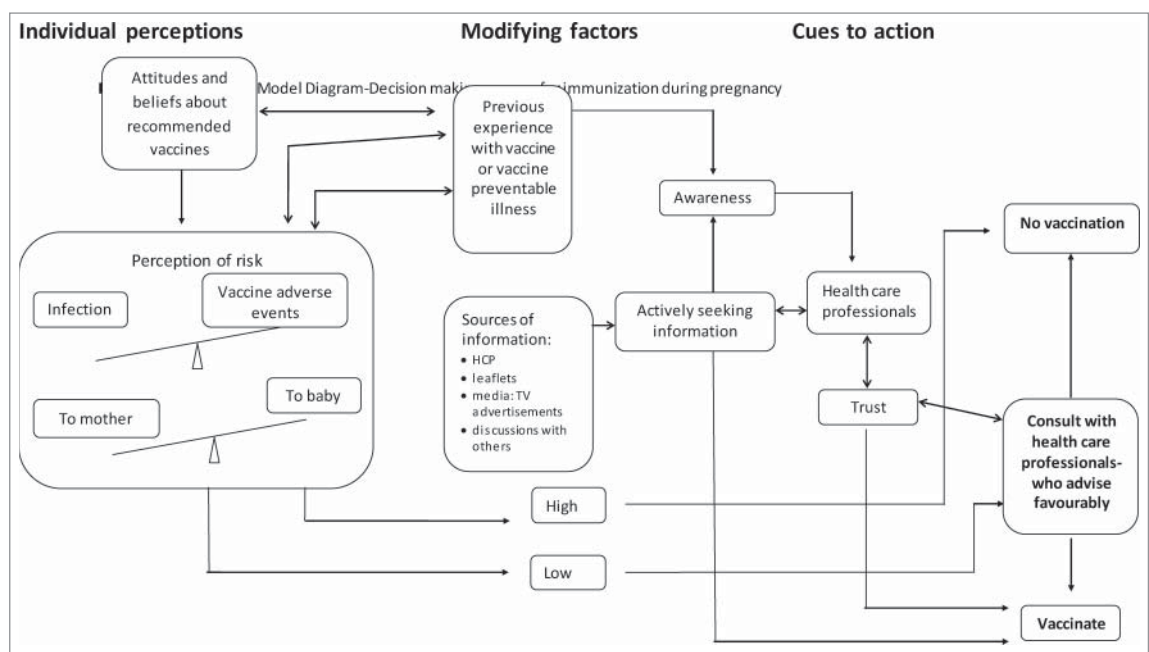 Individual perceptions
Modifying factors
Cues to action
Model Diagram-Decision
immunization during pregnancy
Attitudes and
beliefs about
recommended
vaccines
Previous
experience
with vaccine
or vaccine
preventable
illness
Awareness
No vaccination
Perception of risk
Infection
Vaccine adverse
events
To mother
To baby
Sources of
information:
• HCP
• leaflets
• media: TV
advertisements
• discussions with
others
Actively seeking
information
Health care
professionals
Trust
Consult with
health care
professionals-
who advise
favourably
High
Low
Vaccinate